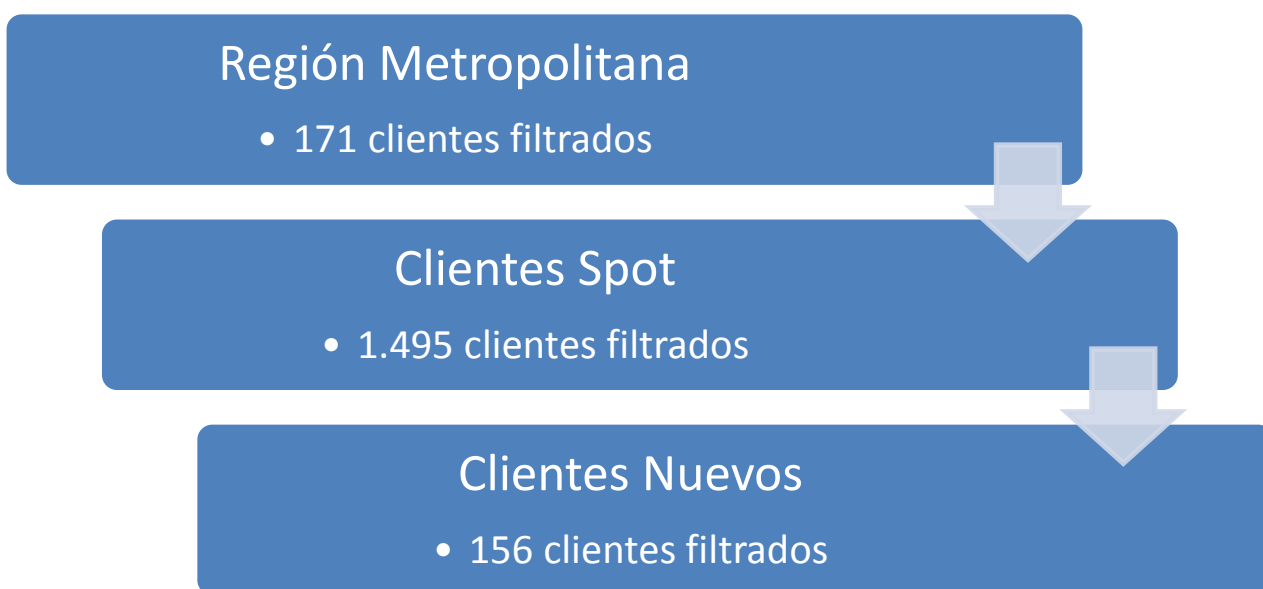 Región Metropolitana
• 171 clientes filtrados
Clientes Spot
• 1.495 clientes filtrados
Clientes Nuevos
• 156 clientes filtrados